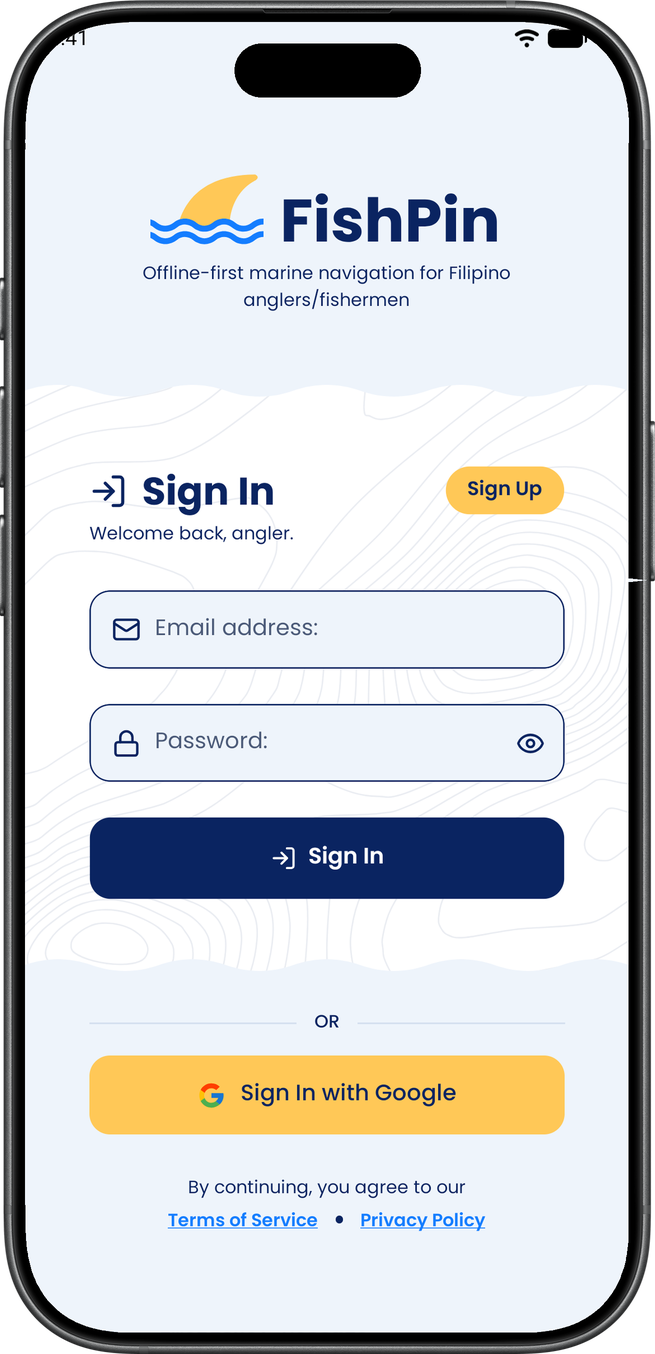 :41
FishPin
Offline-first marine navigation for Filipino
anglers/fishermen
Sign In
Sign Up
Welcome back, angler.
Email address:
Password:
Sign In
OR
Sign In with Google
By continuing, you agree to our
Terms of Service • Privacy Policy